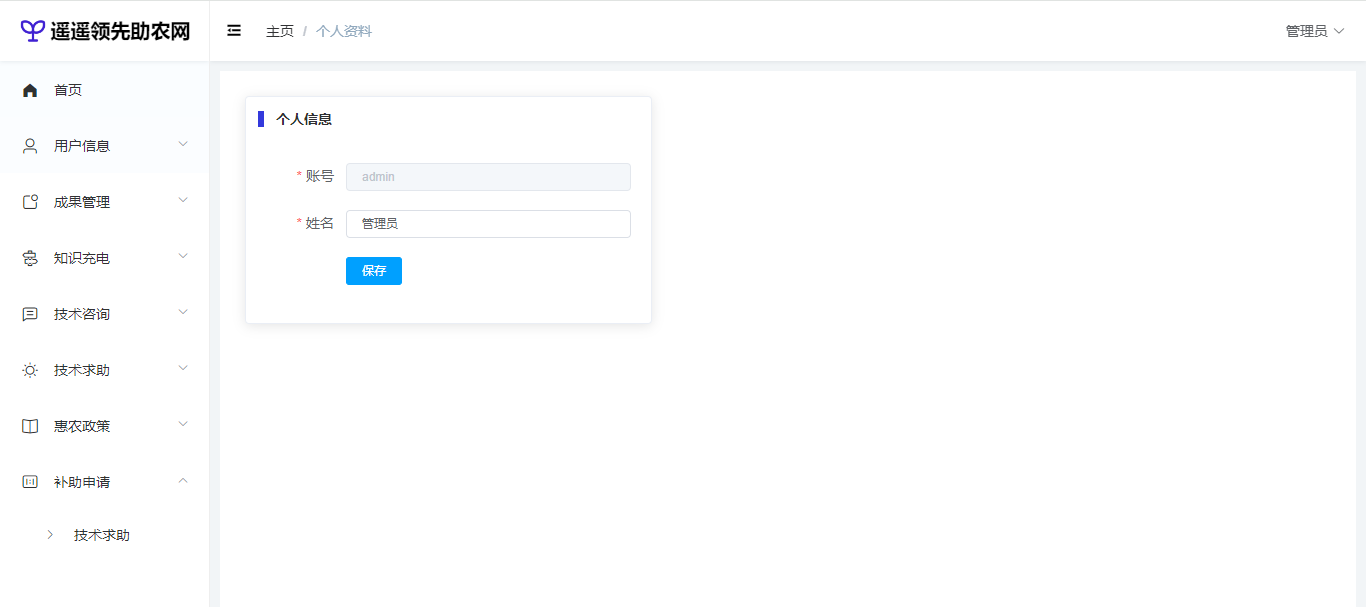 遥遥领先助农网
主页 / 个人资料
管理员
首页
用户信息
成果管理
知识充电
技术咨询
技术求助
惠农政策
补助申请
技术求助
个人信息
* 账号 admin
* 姓名 管理员
保存